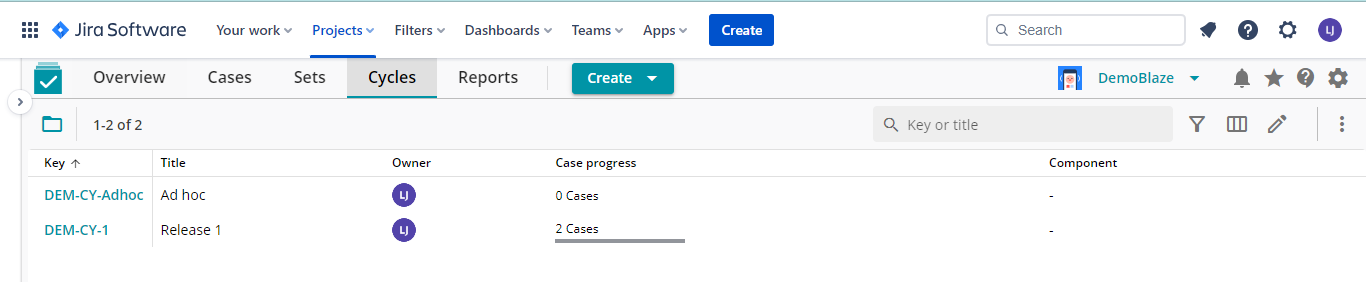 Jira Software Your work Projects Filters Dashboards Teams Apps Create Search LJ
Overview Cases Sets Cycles Reports Create DemoBlaze
1-2 of 2 Key or title
Key Title Owner Case progress Component
DEM-CY-Adhoc Ad hoc LJ 0 Cases -
DEM-CY-1 Release 1 LJ 2 Cases -